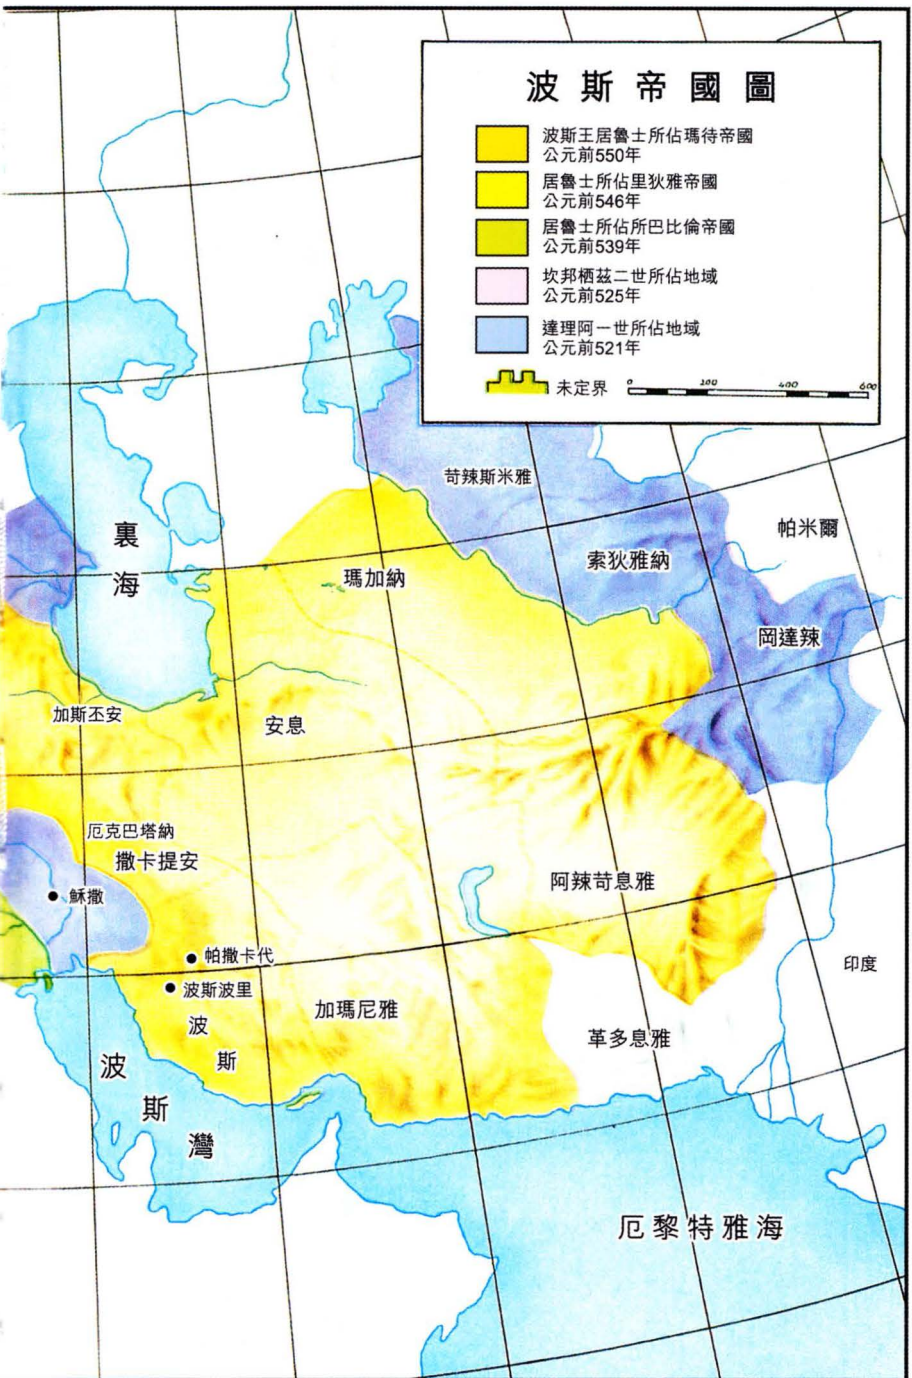 波斯帝國圖
波斯王居魯士所佔瑪待帝國
公元前550年
居魯士所佔里狄雅帝國
公元前546年
居魯士所佔所巴比倫帝國
公元前539年
坎邦栖茲二世所佔地域
公元前525年
達理阿一世所佔地域
公元前521年
未定界
0 200 400 600
苛辣斯米雅
帕米爾
裏海
索狄雅納
瑪加納
岡達辣
加斯丕安
安息
厄克巴塔納
撒卡提安
阿辣苛息雅
穌撒
帕撒卡代
印度
波斯波里
加瑪尼雅
波斯
革多息雅
波斯灣
厄黎特雅海